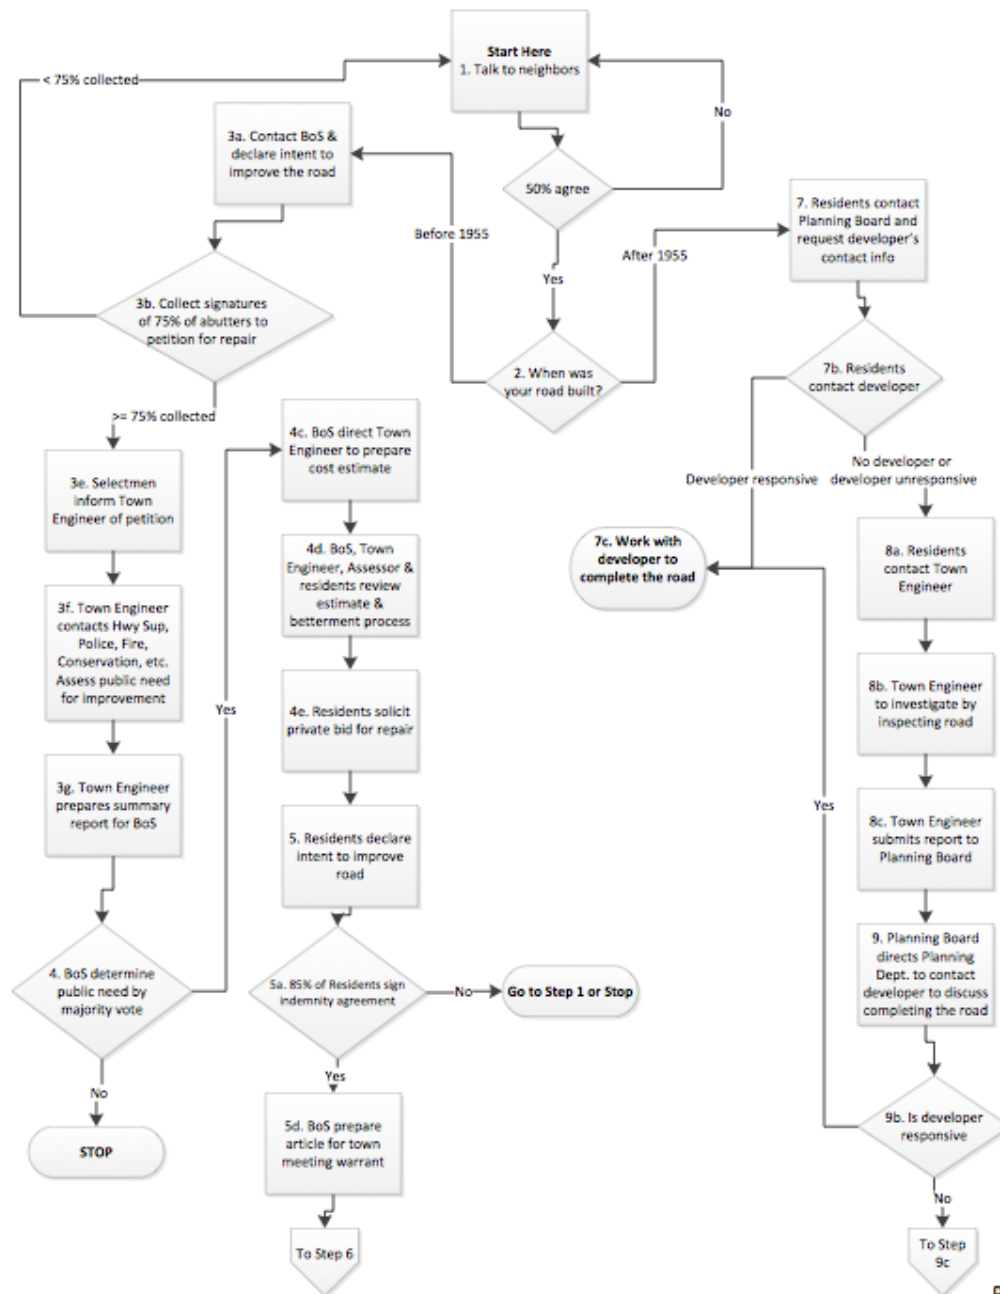 Start Here
1. Talk to neighbors
< 75% collected
No
3a. Contact BoS &
declare intent to
improve the road
50% agree
7. Residents contact
Planning Board and
request developer's
contact info
Before 1955
After 1955
Yes
3b. Collect signatures
of 75% of abutters to
petition for repair
2. When was
your road built?
7b. Residents
contact developer
>= 75% collected
4c. BoS direct Town
Engineer to prepare
cost estimate
3e. Selectmen
inform Town
Engineer of petition
Developer responsive
No developer or
developer unresponsive
4d. BoS, Town
Engineer, Assessor &
residents review
estimate &
betterment process
7c. Work with
developer to
complete the road
8a. Residents
contact Town
Engineer
3f. Town Engineer
contacts Hwy Sup,
Police, Fire,
Conservation, etc.
Assess public need
for improvement
Yes
4e. Residents solicit
private bid for repair
8b. Town Engineer
to investigate by
inspecting road
3g. Town Engineer
prepares summary
report for BoS
5. Residents declare
intent to improve
road
Yes
8c. Town Engineer
submits report to
Planning Board
4. BoS determine
public need by
majority vote
5a. 85% of Residents sign
indemnity agreement
No
Go to Step 1 or Stop
9. Planning Board
directs Planning
Dept. to contact
developer to discuss
completing the road
No
Yes
STOP
5d. BoS prepare
article for town
meeting warrant
9b. Is developer
responsive
No
To Step 6
To Step
9c